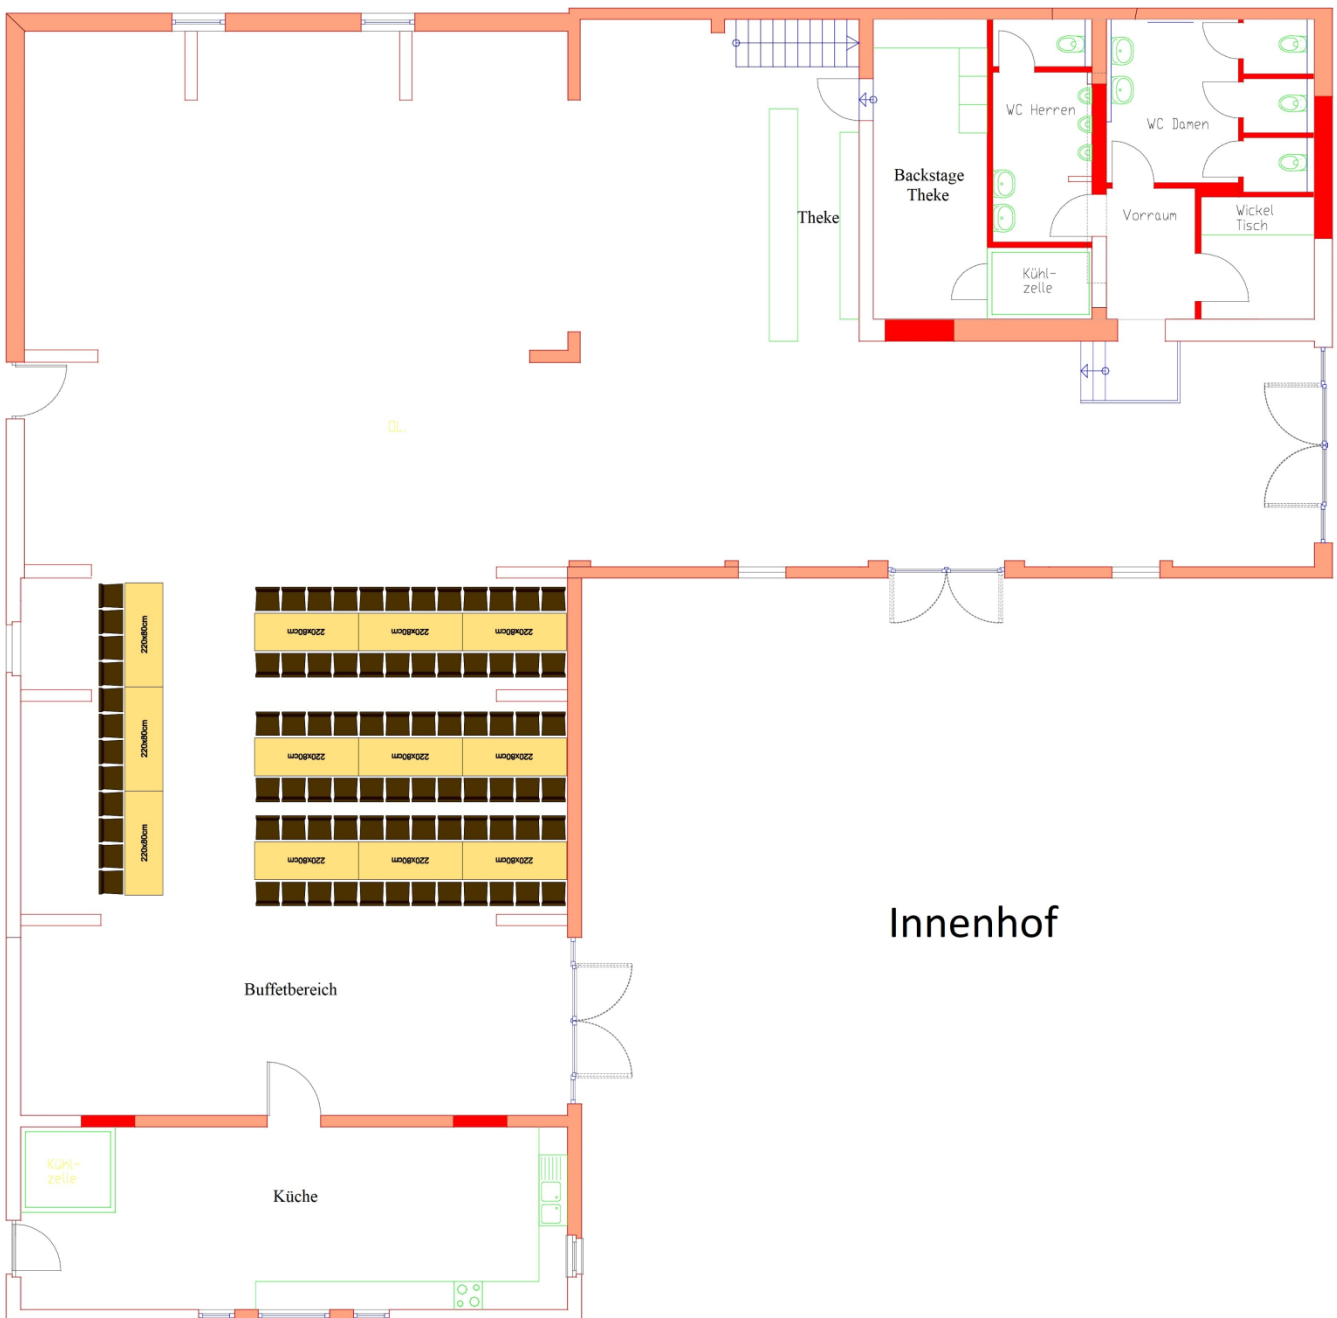 WC Herren
WC Damen
Backstage
Theke
Theke
Vorraum
Wickel
Tisch
Kühl-
zelle
220x80cm
220x80cm
220x80cm
220x80cm
220x80cm
220x80cm
220x80cm
220x80cm
220x80cm
220x80cm
220x80cm
220x80cm
Innenhof
Buffetbereich
Kühl-
zelle
Küche